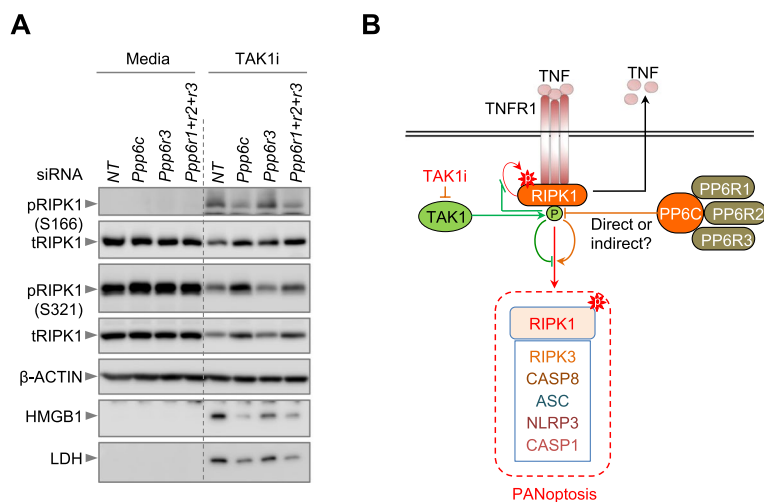 A
Media
TAK1i
siRNA
NT
Ppp6c
Ppp6r3
Ppp6r1+r2+r3
NT
Ppp6c
Ppp6r3
Ppp6r1+r2+r3
pRIPK1
(S166)
tRIPK1
pRIPK1
(S321)
tRIPK1
β-ACTIN
HMGB1
LDH
B
TNF
TNF
TNFR1
TAK1i
TAK1
RIPK1
P
Direct or
indirect?
PP6C
PP6R1
PP6R2
PP6R3
RIPK1
RIPK3
CASP8
ASC
NLRP3
CASP1
PANoptosis